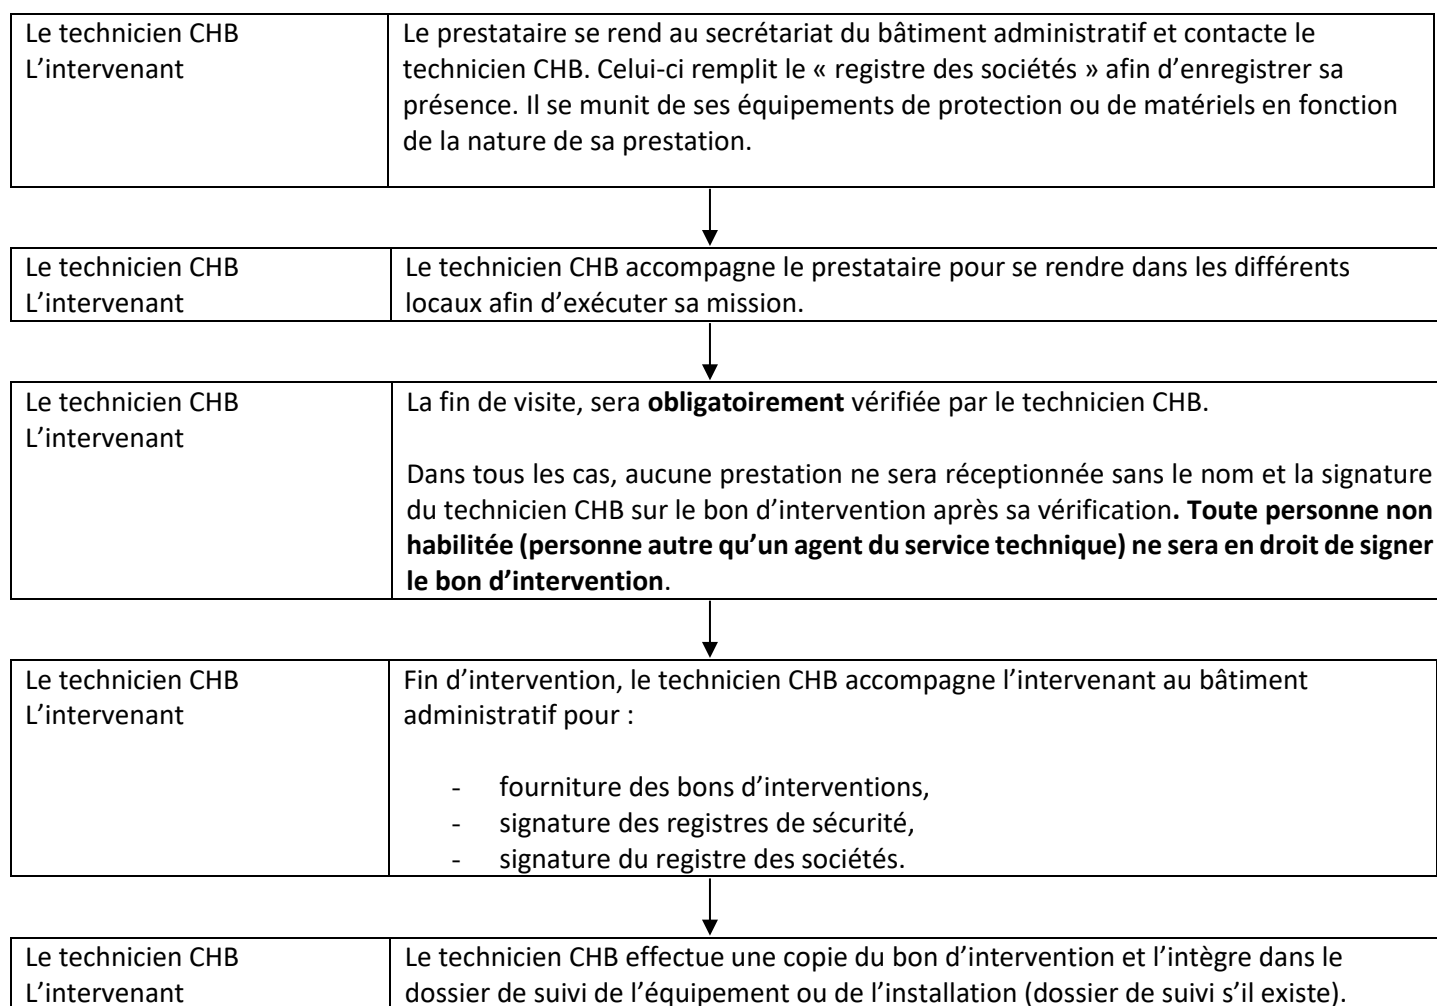 Le technicien CHB
L’intervenant
Le prestataire se rend au secrétariat du bâtiment administratif et contacte le
technicien CHB. Celui-ci remplit le « registre des sociétés » afin d’enregistrer sa
présence. Il se munit de ses équipements de protection ou de matériels en fonction
de la nature de sa prestation.
Le technicien CHB
L’intervenant
Le technicien CHB accompagne le prestataire pour se rendre dans les différents
locaux afin d’exécuter sa mission.
Le technicien CHB
L’intervenant
La fin de visite, sera obligatoirement vérifiée par le technicien CHB.
Dans tous les cas, aucune prestation ne sera réceptionnée sans le nom et la signature
du technicien CHB sur le bon d’intervention après sa vérification. Toute personne non
habilitée (personne autre qu’un agent du service technique) ne sera en droit de signer
le bon d’intervention.
Le technicien CHB
L’intervenant
Fin d’intervention, le technicien CHB accompagne l’intervenant au bâtiment
administratif pour :
- fourniture des bons d’interventions,
- signature des registres de sécurité,
- signature du registre des sociétés.
Le technicien CHB
L’intervenant
Le technicien CHB effectue une copie du bon d’intervention et l’intègre dans le
dossier de suivi de l’équipement ou de l’installation (dossier de suivi s’il existe).